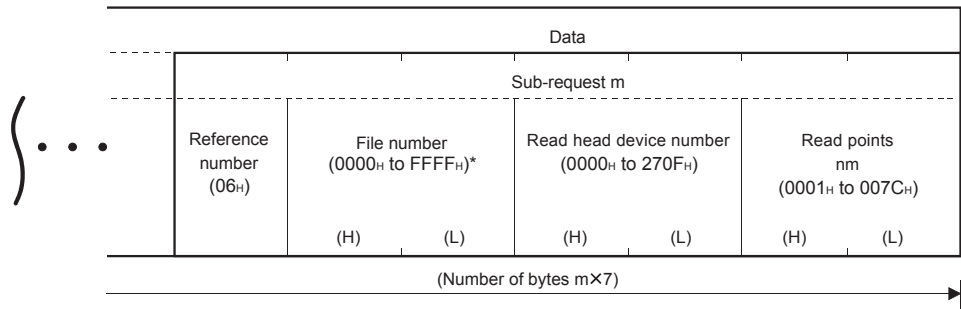 Data
Sub-request m
Reference
number
(06H)
File number
(0000H to FFFFH)*
(H) (L)
Read head device number
(0000H to 270FH)
(H) (L)
Read points
nm
(0001H to 007CH)
(H) (L)
(Number of bytes m×7)